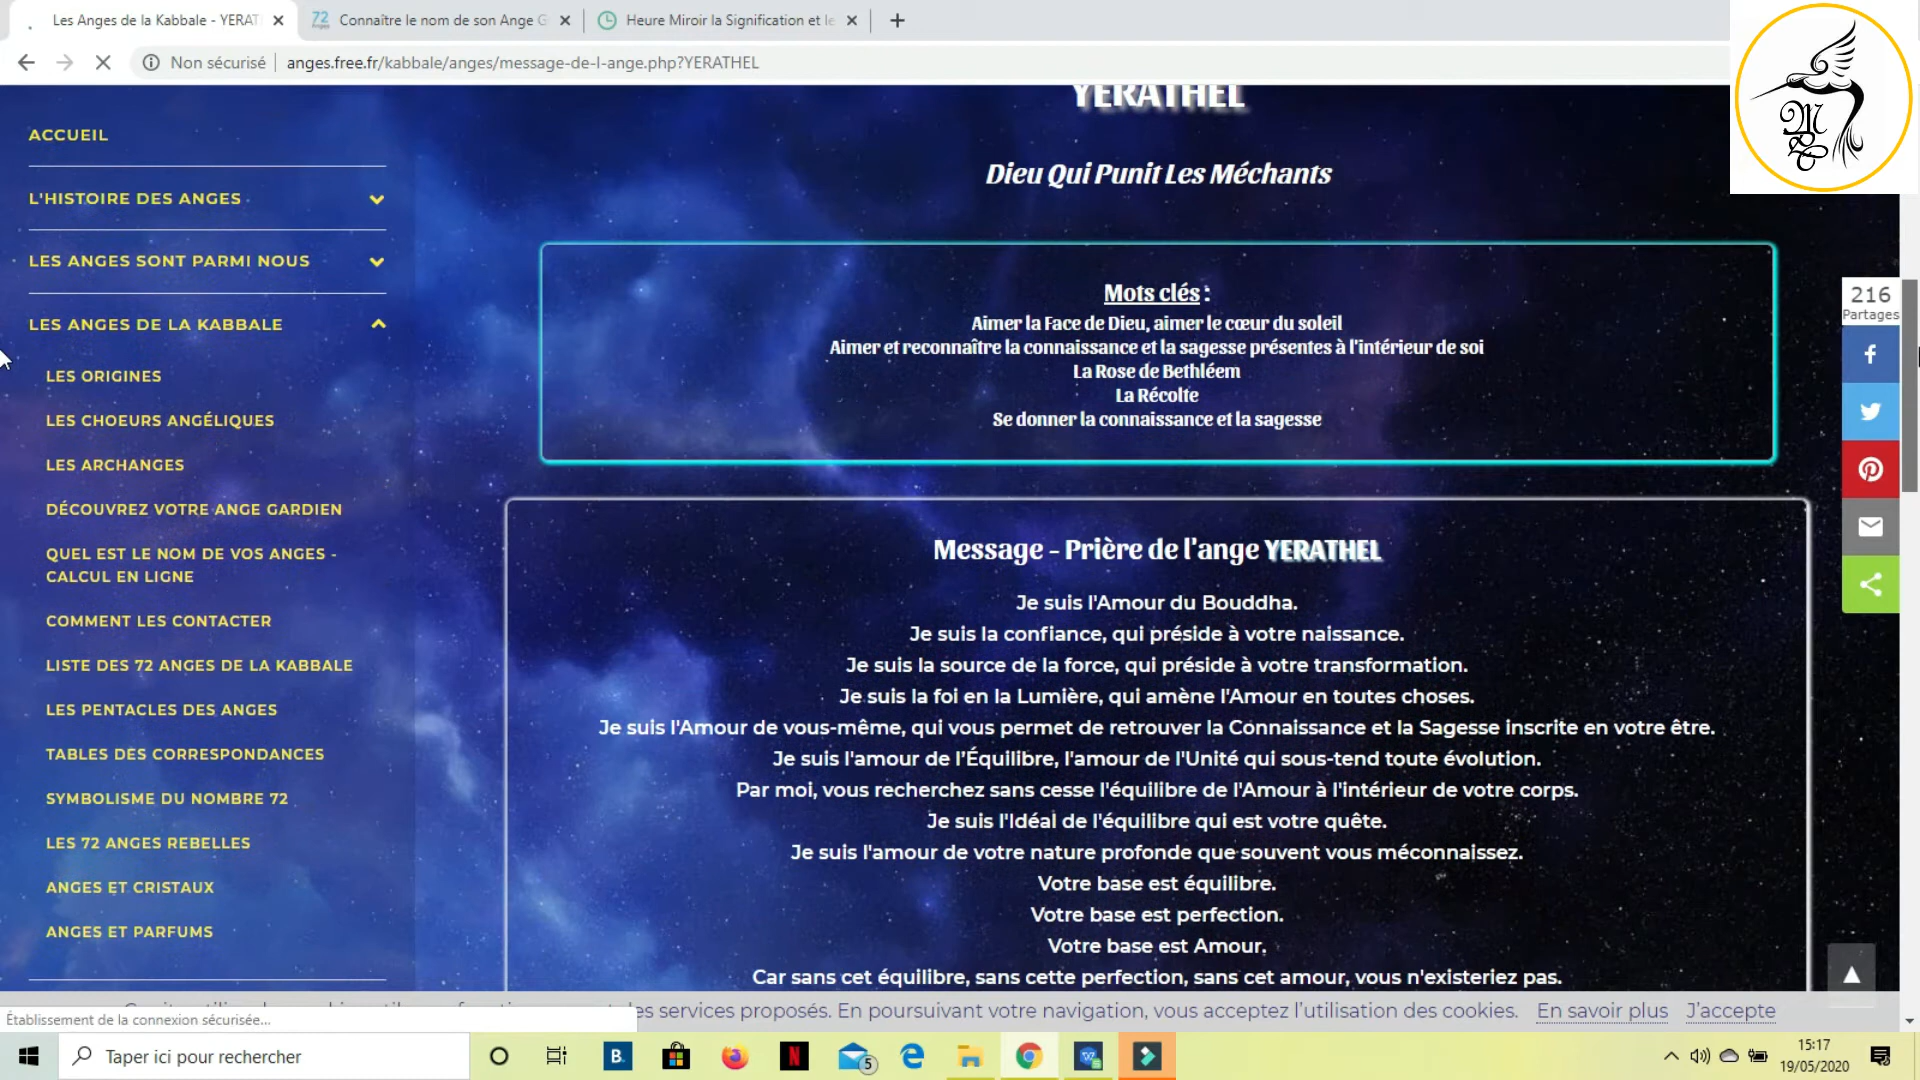 Les Anges de la Kabbale - YERAT
72 Connaître le nom de son Ange G
Heure Miroir la Signification et le
Non sécurisé
anges.free.fr/kabbale/anges/message-de-l-ange.php?YERATHEL
YERATHEL
Dieu Qui Punit Les Méchants
ACCUEIL
L'HISTOIRE DES ANGES
LES ANGES SONT PARMI NOUS
LES ANGES DE LA KABBALE
LES ORIGINES
LES CHOEURS ANGÉLIQUES
LES ARCHANGES
DÉCOUVREZ VOTRE ANGE GARDIEN
QUEL EST LE NOM DE VOS ANGES -
CALCUL EN LIGNE
COMMENT LES CONTACTER
LISTE DES 72 ANGES DE LA KABBALE
LES PENTACLES DES ANGES
TABLES DES CORRESPONDANCES
SYMBOLISME DU NOMBRE 72
LES 72 ANGES REBELLES
ANGES ET CRISTAUX
ANGES ET PARFUMS
Mots clés :
Aimer la Face de Dieu, aimer le cœur du soleil
Aimer et reconnaître la connaissance et la sagesse présentes à l'intérieur de soi
La Rose de Bethléem
La Récolte
Se donner la connaissance et la sagesse
Message - Prière de l'ange YERATHEL
Je suis l'Amour du Bouddha.
Je suis la confiance, qui préside à votre naissance.
Je suis la source de la force, qui préside à votre transformation.
Je suis la foi en la Lumière, qui amène l'Amour en toutes choses.
Je suis l'Amour de vous-même, qui vous permet de retrouver la Connaissance et la Sagesse inscrite en votre être.
Je suis l'amour de l'Équilibre, l'amour de l'Unité qui sous-tend toute évolution.
Par moi, vous recherchez sans cesse l'équilibre de l'Amour à l'intérieur de votre corps.
Je suis l'Idéal de l'équilibre qui est votre quête.
Je suis l'amour de votre nature profonde que souvent vous méconnaissez.
Votre base est équilibre.
Votre base est perfection.
Votre base est Amour.
Car sans cet équilibre, sans cette perfection, sans cet amour, vous n'existeriez pas.
216
Partages
services proposés. En poursuivant votre navigation, vous acceptez l'utilisation des cookies. En savoir plus J'accepte
Établissement de la connexion sécurisée...
Taper ici pour rechercher
B.
N
5
15:17
19/05/2020